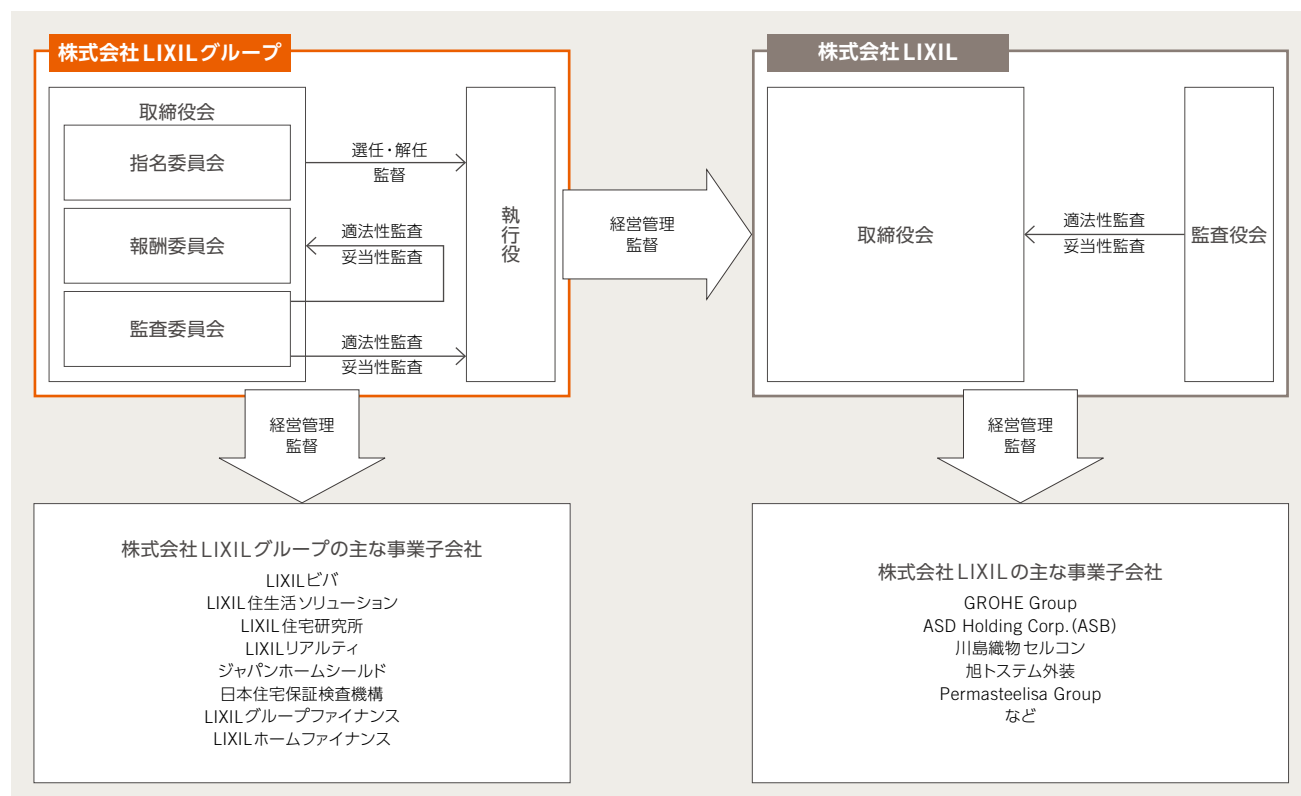 株式会社LIXILグループ
取締役会
指名委員会
報酬委員会
監査委員会
選任・解任
監督
適法性監査
妥当性監査
適法性監査
妥当性監査
執行役
経営管理
監督
株式会社LIXIL
取締役会
適法性監査
妥当性監査
監査役会
経営管理
監督
経営管理
監督
株式会社LIXILグループの主な事業子会社
LIXILビバ
LIXIL住生活ソリューション
LIXIL住宅研究所
LIXILリアルティ
ジャパンホームシールド
日本住宅保証検査機構
LIXILグループファイナンス
LIXILホームファイナンス
株式会社LIXILの主な事業子会社
GROHE Group
ASD Holding Corp.(ASB)
川島織物セルコン
旭トステム外装
Permasteelisa Group
など